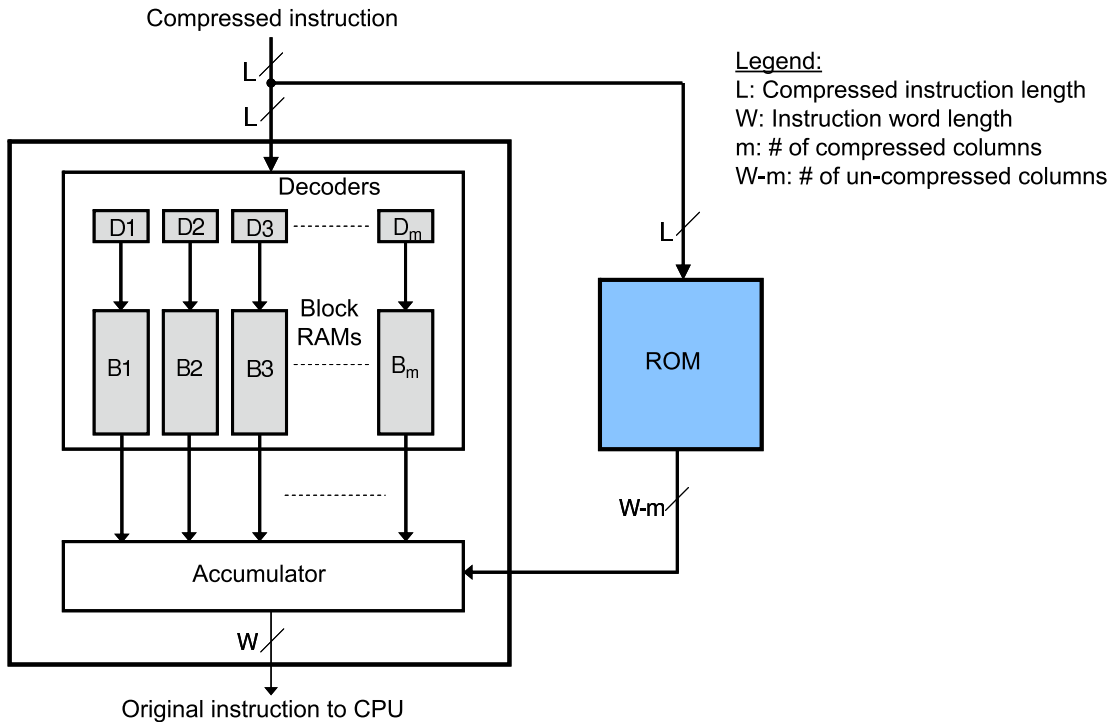 Compressed instruction
L
L
Legend:
L: Compressed instruction length
W: Instruction word length
m: # of compressed columns
W-m: # of un-compressed columns
Decoders
D1 D2 D3 Dm
L
Block
RAMs
B1 B2 B3 Bm
ROM
W-m
Accumulator
W
Original instruction to CPU